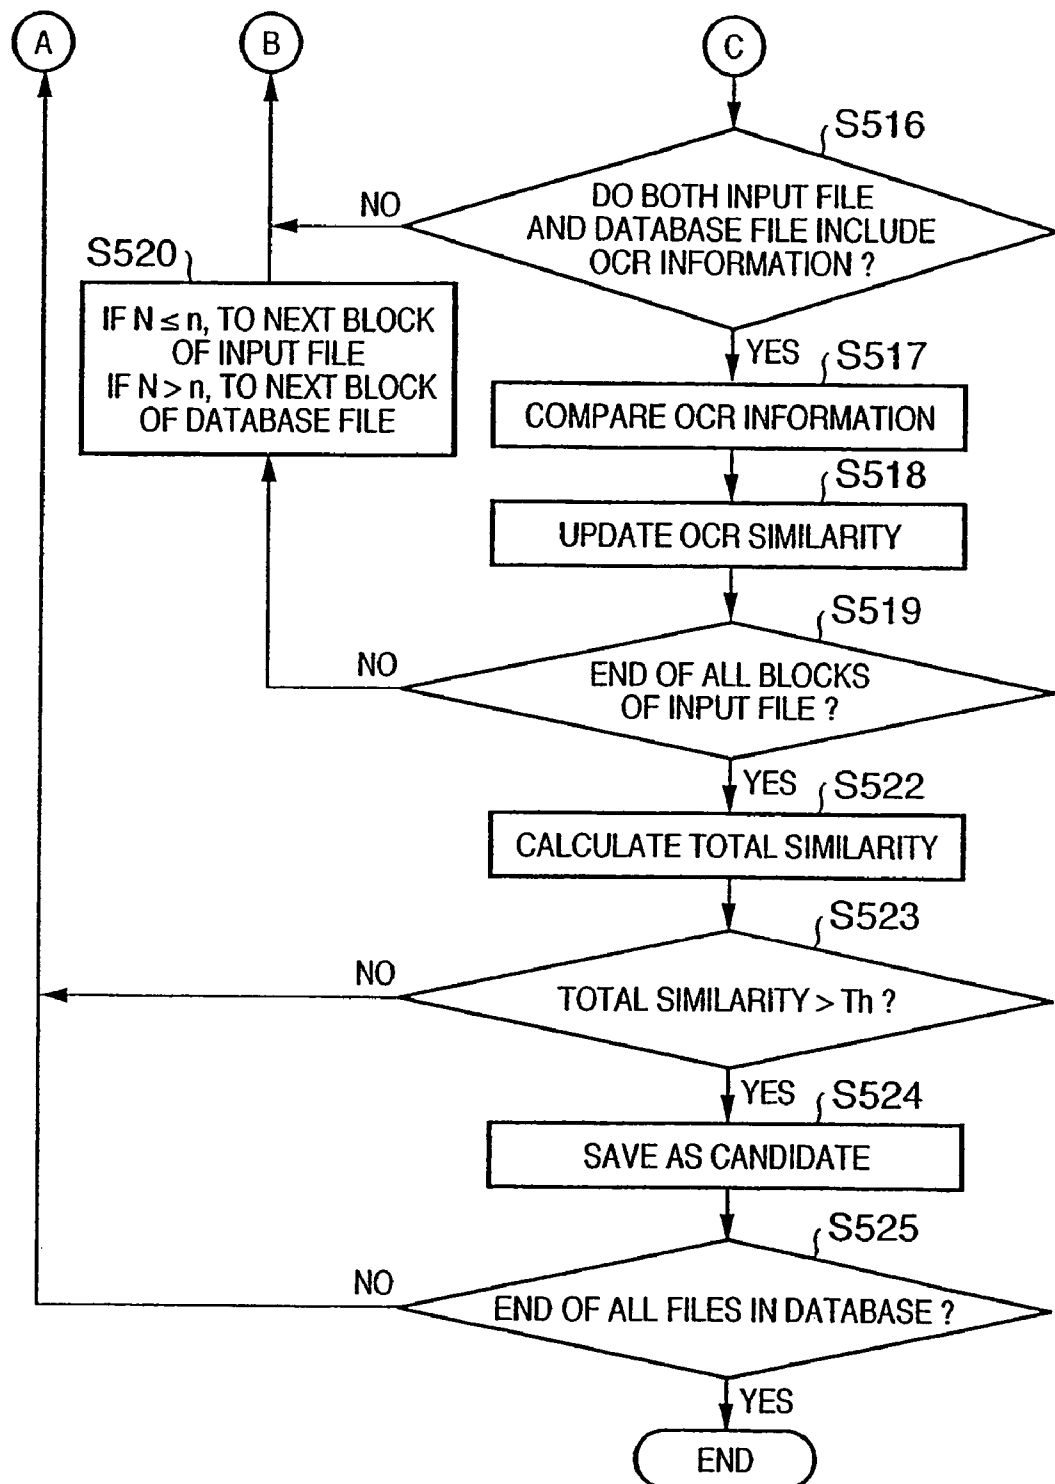 A
B
C
S516
DO BOTH INPUT FILE
AND DATABASE FILE INCLUDE
OCR INFORMATION ?
NO
S520
IF N ≤ n, TO NEXT BLOCK
OF INPUT FILE
IF N > n, TO NEXT BLOCK
OF DATABASE FILE
YES
S517
COMPARE OCR INFORMATION
S518
UPDATE OCR SIMILARITY
S519
NO
END OF ALL BLOCKS
OF INPUT FILE ?
YES
S522
CALCULATE TOTAL SIMILARITY
S523
NO
TOTAL SIMILARITY > Th ?
YES
S524
SAVE AS CANDIDATE
S525
NO
END OF ALL FILES IN DATABASE ?
YES
END